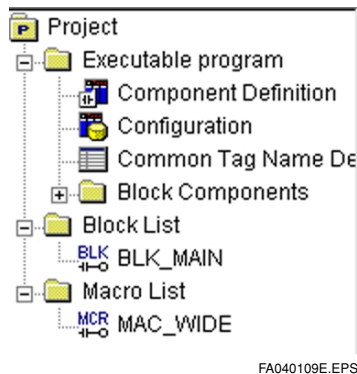 P Project
Executable program
Component Definition
Configuration
Common Tag Name De
Block Components
Block List
BLK BLK_MAIN
Macro List
MCR MAC_WIDE
FA040109E.EPS